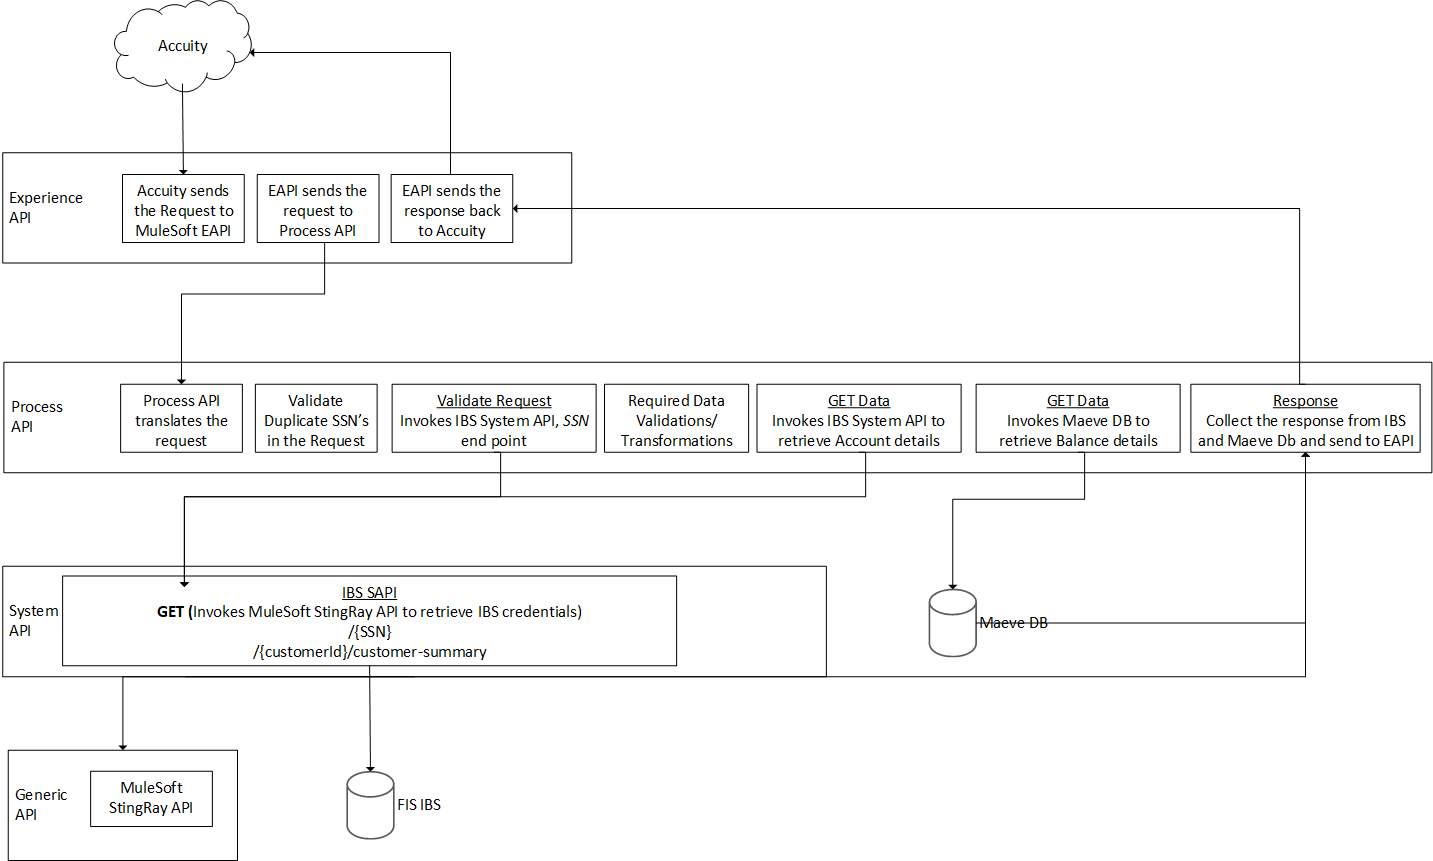 Accuity
Experience
API
Accuity sends
the Request to
MuleSoft EAPI
EAPI sends the
request to
Process API
EAPI sends the
response back
to Accuity
Process
API
Process API
translates the
request
Validate
Duplicate SSN’s
in the Request
Validate Request
Invokes IBS System API, SSN
end point
Required Data
Validations/
Transformations
GET Data
Invokes IBS System API to
retrieve Account details
GET Data
Invokes Maeve DB to
retrieve Balance details
Response
Collect the response from IBS
and Maeve Db and send to EAPI
System
API
IBS SAPI
GET (Invokes MuleSoft StingRay API to retrieve IBS credentials)
/{SSN}
/{customerId}/customer-summary
Maeve DB
Generic
API
MuleSoft
StingRay API
FIS IBS